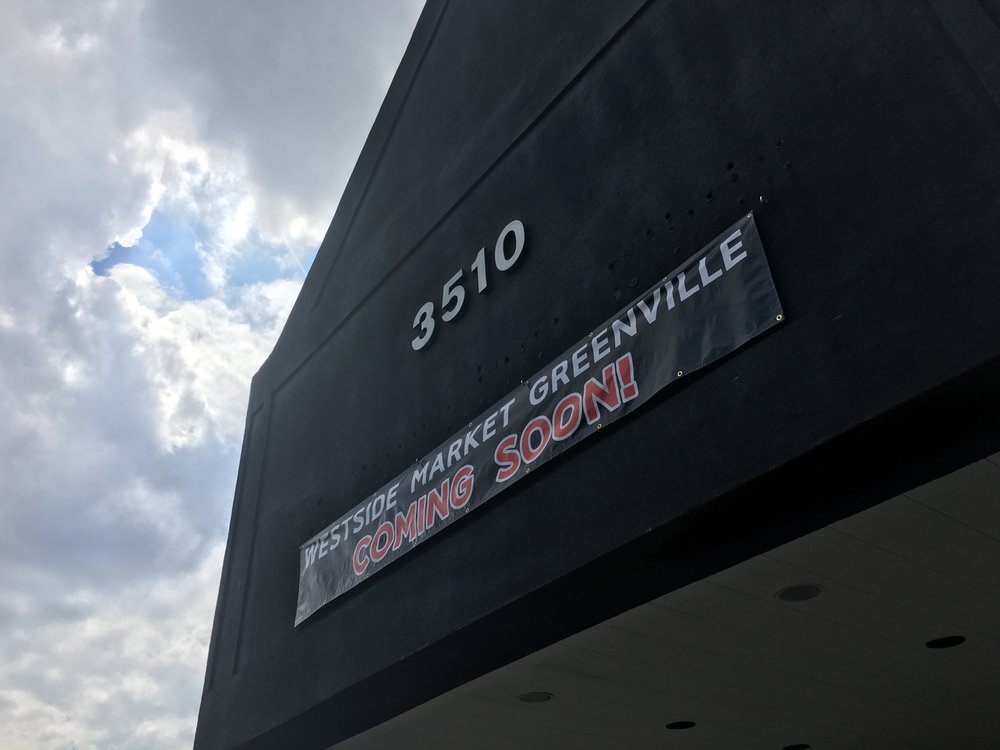 3510
WESTSIDE MARKET GREENVILLE
COMING SOON!